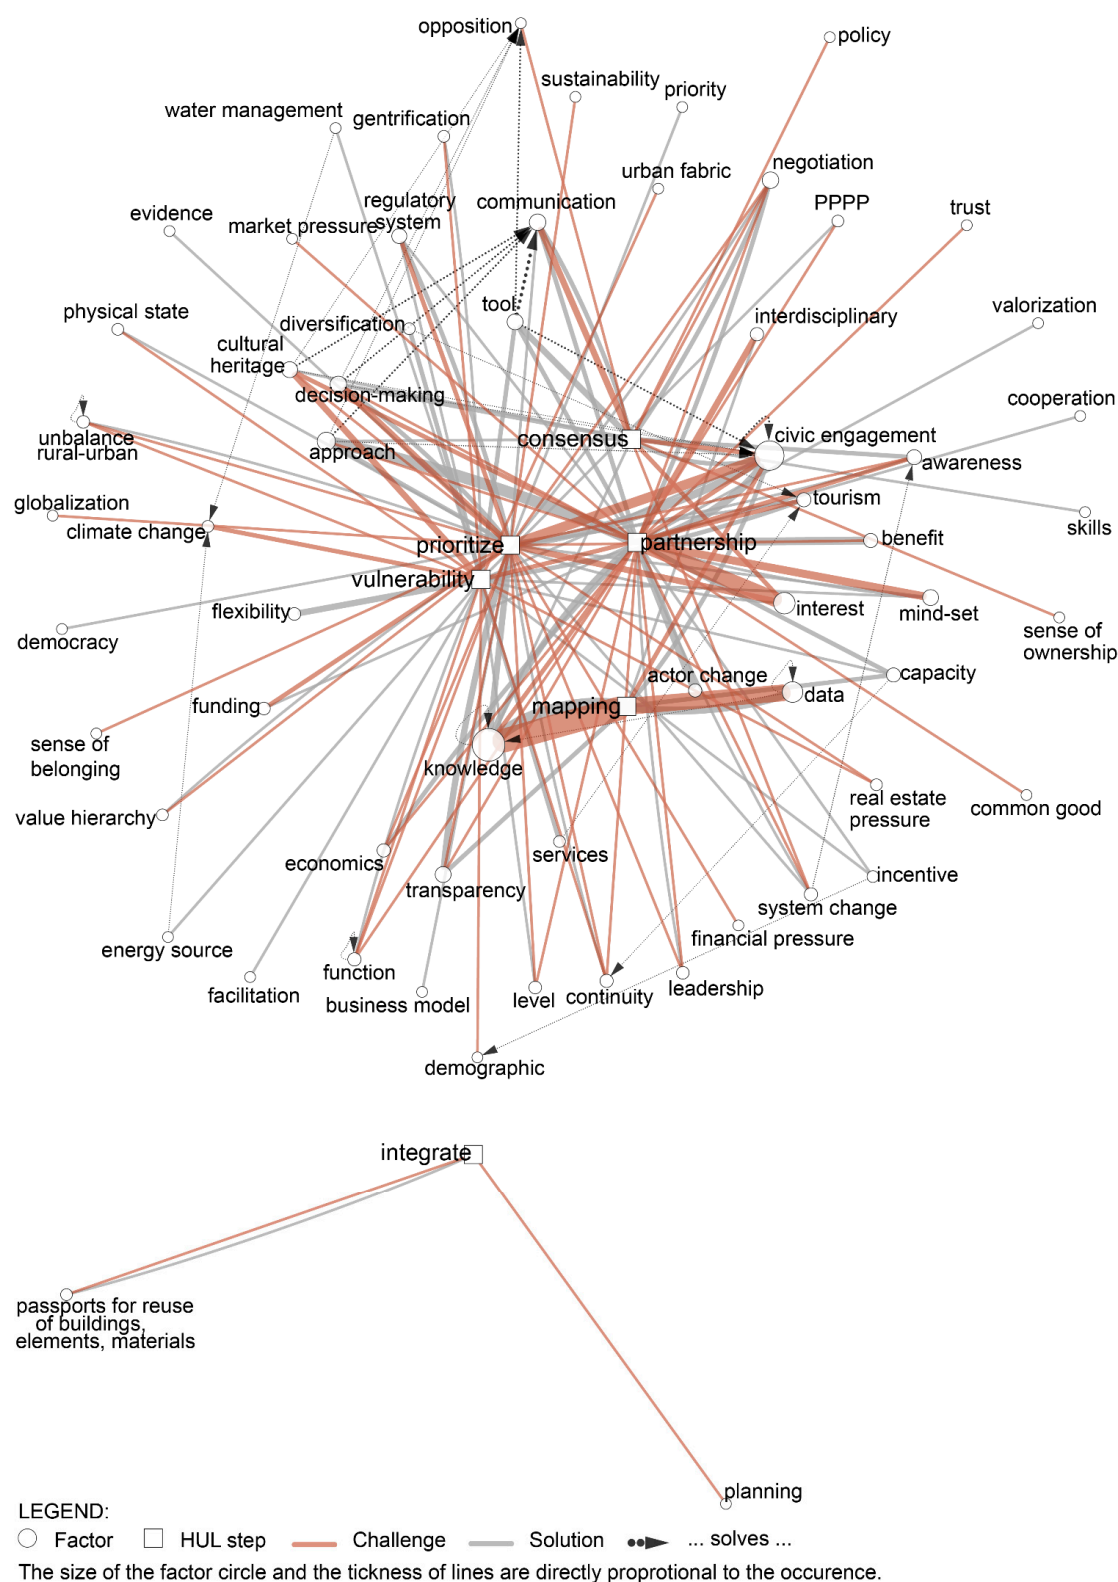 opposition
policy
sustainability
priority
water management
gentrification
urban fabric
negotiation
regulatory
system
communication
PPPP
trust
evidence
market pressure
tool
interdisciplinary
valorization
physical state
diversification
cultural
heritage
decision-making
cooperation
unbalance
rural-urban
approach
consensus
civic engagement
awareness
globalization
climate change
tourism
skills
prioritize
partnership
benefit
vulnerability
flexibility
interest
mind-set
sense of
ownership
democracy
actor change
capacity
funding
mapping
data
sense of
belonging
knowledge
real estate
pressure
common good
value hierarchy
economics
services
transparency
incentive
system change
energy source
financial pressure
function
facilitation
business model
level
continuity
leadership
demographic
integrate
passports for reuse
of buildings,
elements, materials
planning
LEGEND:
Factor HUL step Challenge Solution ... solves ...
The size of the factor circle and the tickness of lines are directly proprotional to the occurence.